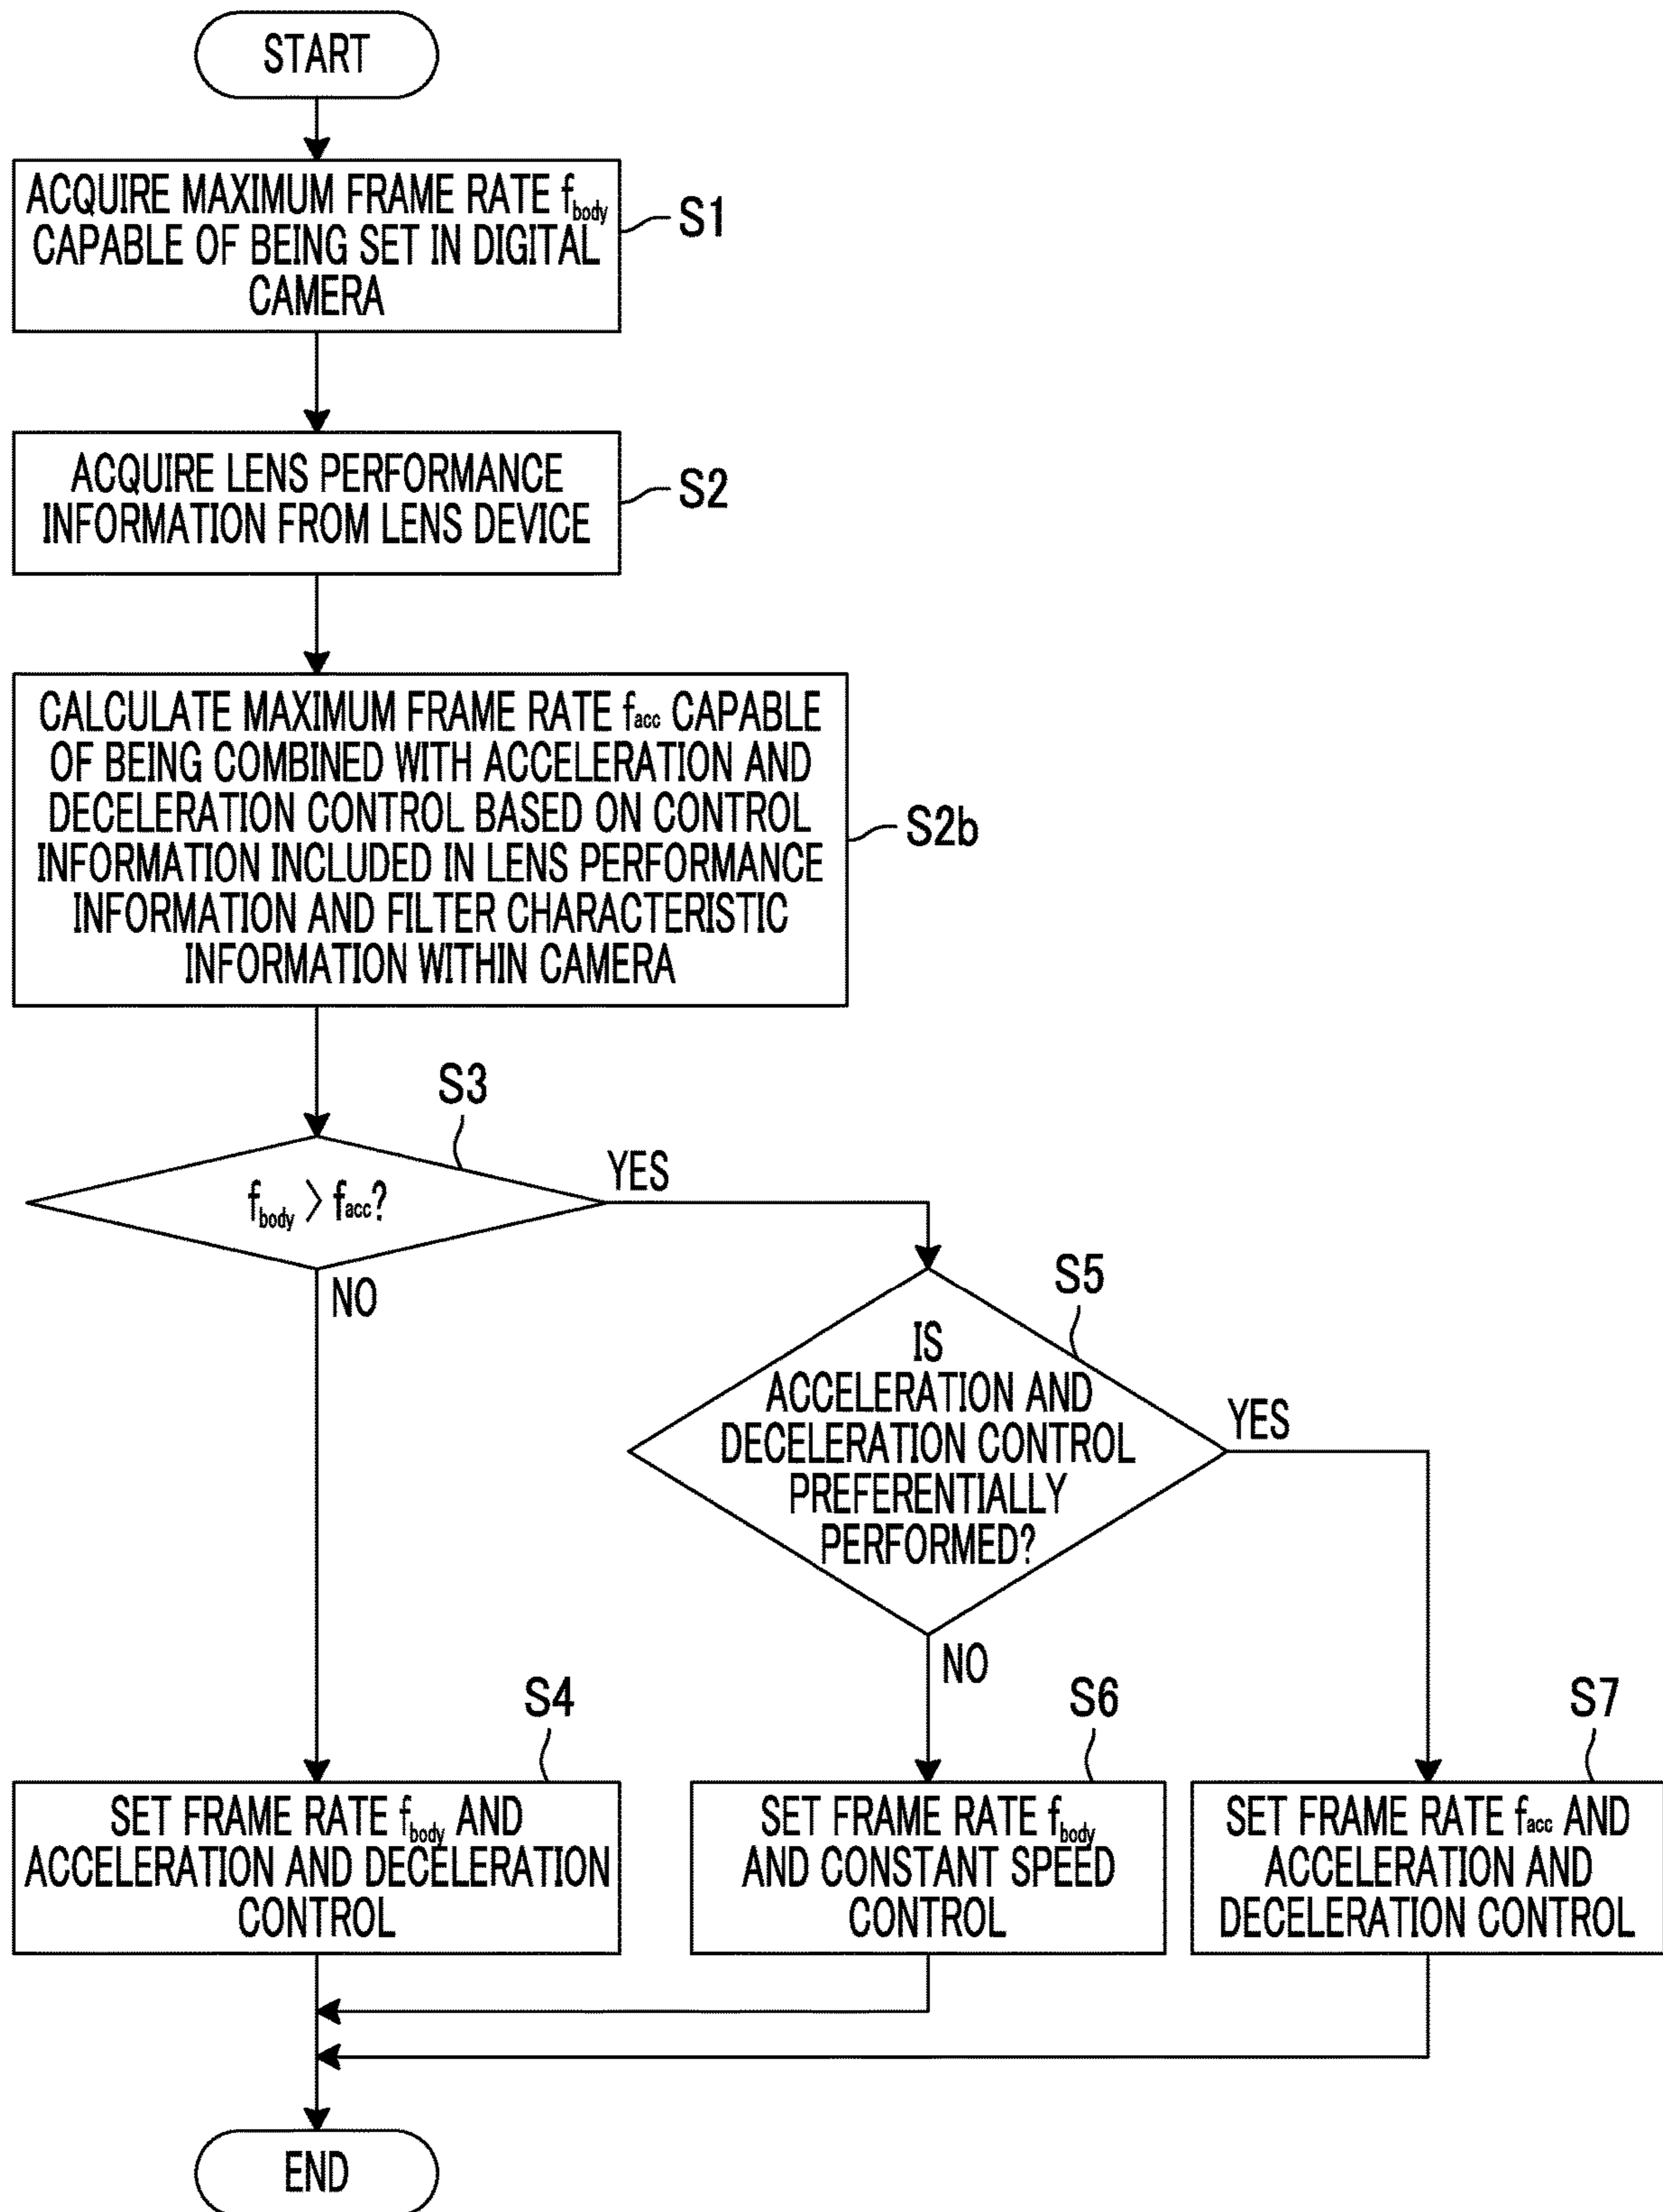 START
ACQUIRE MAXIMUM FRAME RATE fbody
CAPABLE OF BEING SET IN DIGITAL
CAMERA
S1
ACQUIRE LENS PERFORMANCE
INFORMATION FROM LENS DEVICE
S2
CALCULATE MAXIMUM FRAME RATE facc CAPABLE
OF BEING COMBINED WITH ACCELERATION AND
DECELERATION CONTROL BASED ON CONTROL
INFORMATION INCLUDED IN LENS PERFORMANCE
INFORMATION AND FILTER CHARACTERISTIC
INFORMATION WITHIN CAMERA
S2b
S3
fbody > facc?
YES
NO
S5
IS
ACCELERATION AND
DECELERATION CONTROL
PREFERENTIALLY
PERFORMED?
YES
NO
S4
SET FRAME RATE fbody AND
ACCELERATION AND DECELERATION
CONTROL
S6
SET FRAME RATE fbody
AND CONSTANT SPEED
CONTROL
S7
SET FRAME RATE facc AND
ACCELERATION AND
DECELERATION CONTROL
END